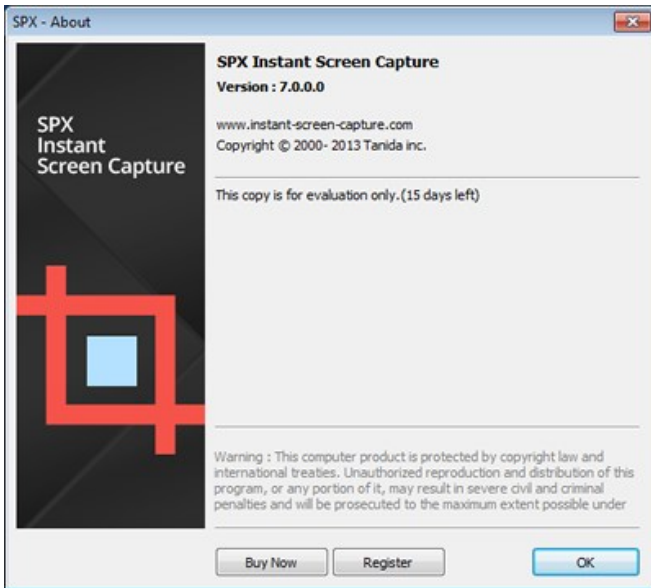 SPX - About
SPX
Instant
Screen Capture
SPX Instant Screen Capture
Version : 7.0.0.0
www.instant-screen-capture.com
Copyright © 2000- 2013 Tanida inc.
This copy is for evaluation only.(15 days left)
Warning : This computer product is protected by copyright law and
international treaties. Unauthorized reproduction and distribution of this
program, or any portion of it, may result in severe civil and criminal
penalties and will be prosecuted to the maximum extent possible under
Buy Now
Register
OK